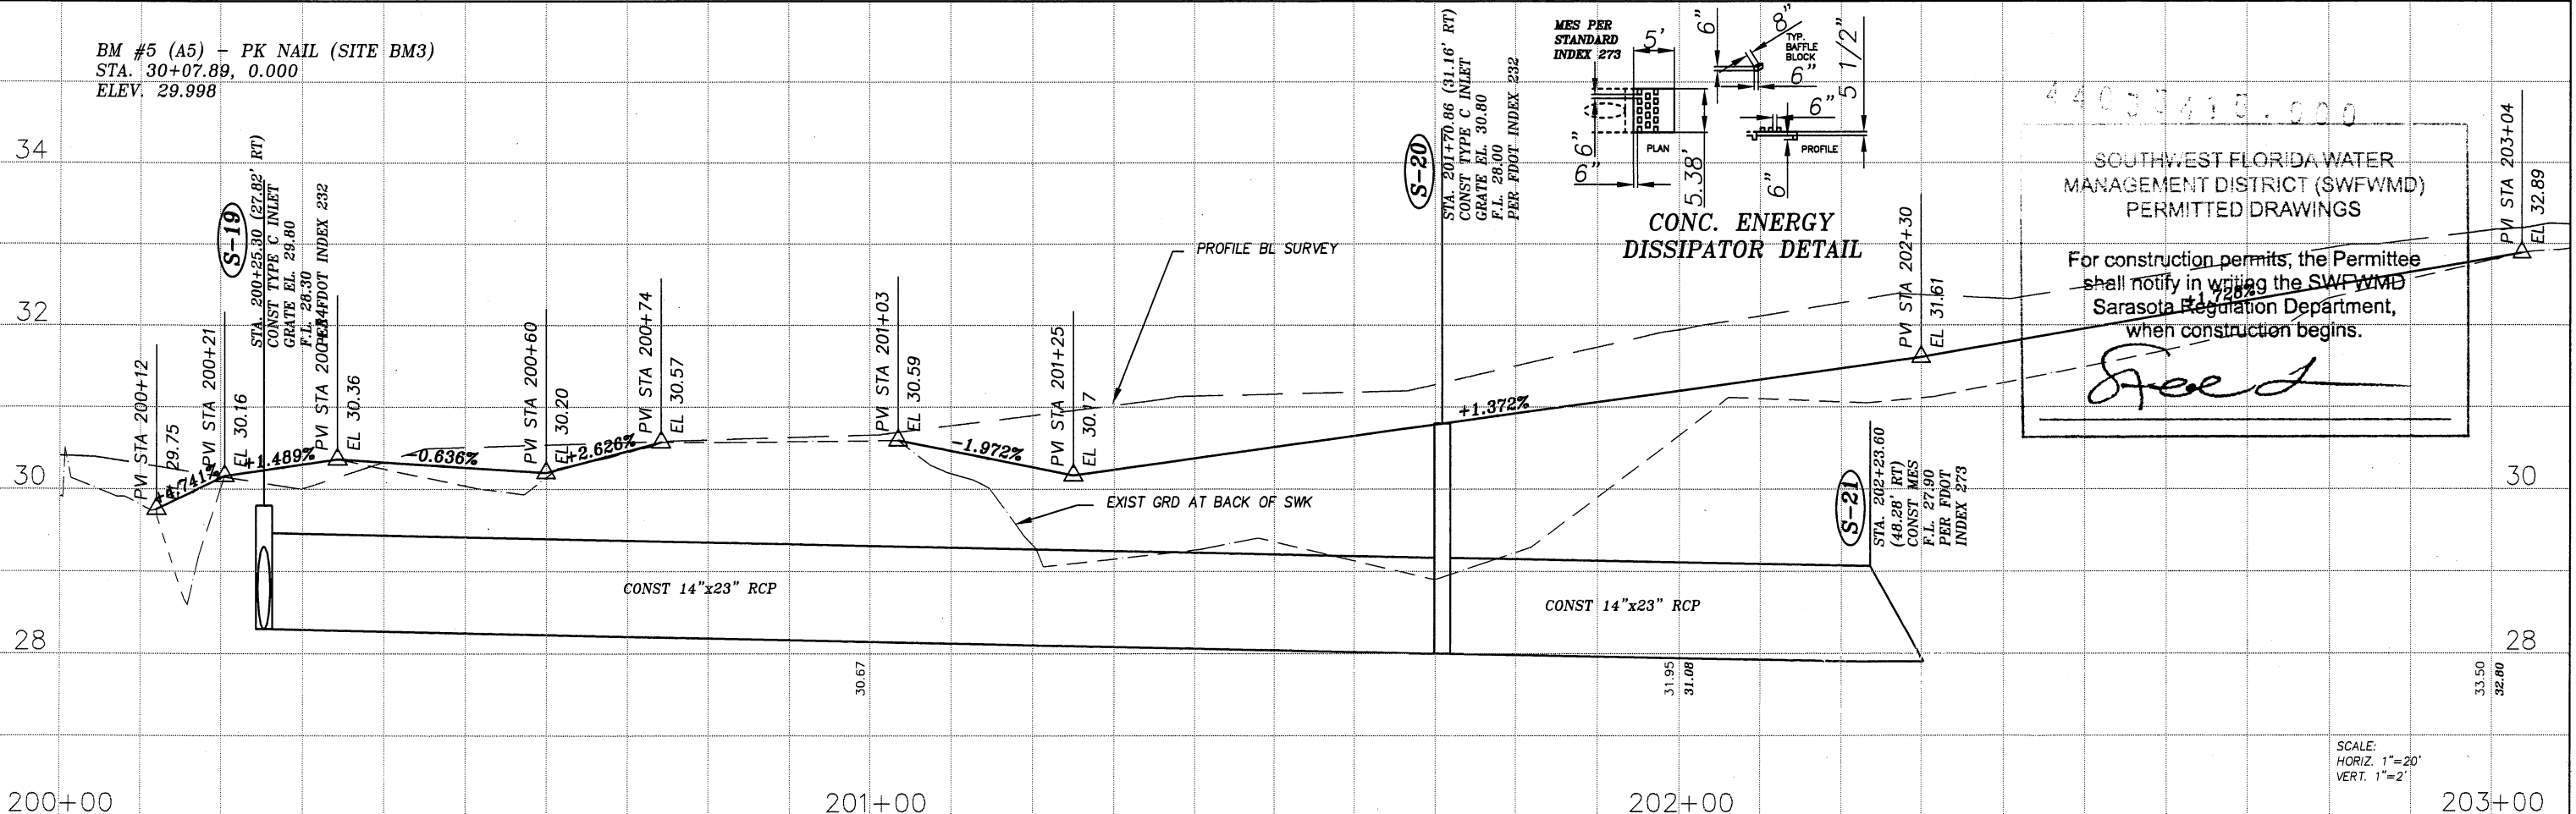 BM #5 (A5) - PK NAIL (SITE BM3)
STA. 30+07.89, 0.000
ELEV. 29.998
34
32
30
28
S-19
STA. 200+25.30 (27.82' RT)
CONST TYPE C INLET
GRATE EL. 29.80
F.L. 28.30
FDOT INDEX 232
PVI STA 200+12
29.75
PVI STA 200+21
EL 30.16
EL 30.36
PVI STA 200+60
EL 30.20
PVI STA 200+74
EL 30.57
PVI STA 201+03
EL 30.59
PVI STA 201+25
EL 30.17
+1.489%
-0.636%
+2.626%
-1.972%
+1.372%
PROFILE BL SURVEY
EXIST GRD AT BACK OF SWK
CONST 14"x23" RCP
CONST 14"x23" RCP
S-20
STA. 201+70.86 (31.16' RT)
CONST TYPE C INLET
GRATE EL. 30.80
F.L. 28.00
PER FDOT INDEX 232
MES PER
STANDARD
INDEX 273
5'
6"
8"
TYP.
BAFFLE
BLOCK
6"
5 1/2"
6"
6"
6"
PLAN
5.38'
6"
PROFILE
CONC. ENERGY
DISSIPATOR DETAIL
PVI STA 202+30
EL 31.61
S-21
STA. 202+23.60
(48.28' RT)
CONST MES
F.L. 27.90
PER FDOT
INDEX 273
SOUTHWEST FLORIDA WATER
MANAGEMENT DISTRICT (SWFWMD)
PERMITTED DRAWINGS
For construction permits, the Permittee
shall notify in writing the SWFWMD
Sarasota Regulation Department,
when construction begins.
+1.728%
PVI STA 203+04
EL 32.89
30
28
30.67
31.95
31.08
33.50
32.80
SCALE:
HORIZ. 1"=20'
VERT. 1"=2'
200+00
201+00
202+00
203+00